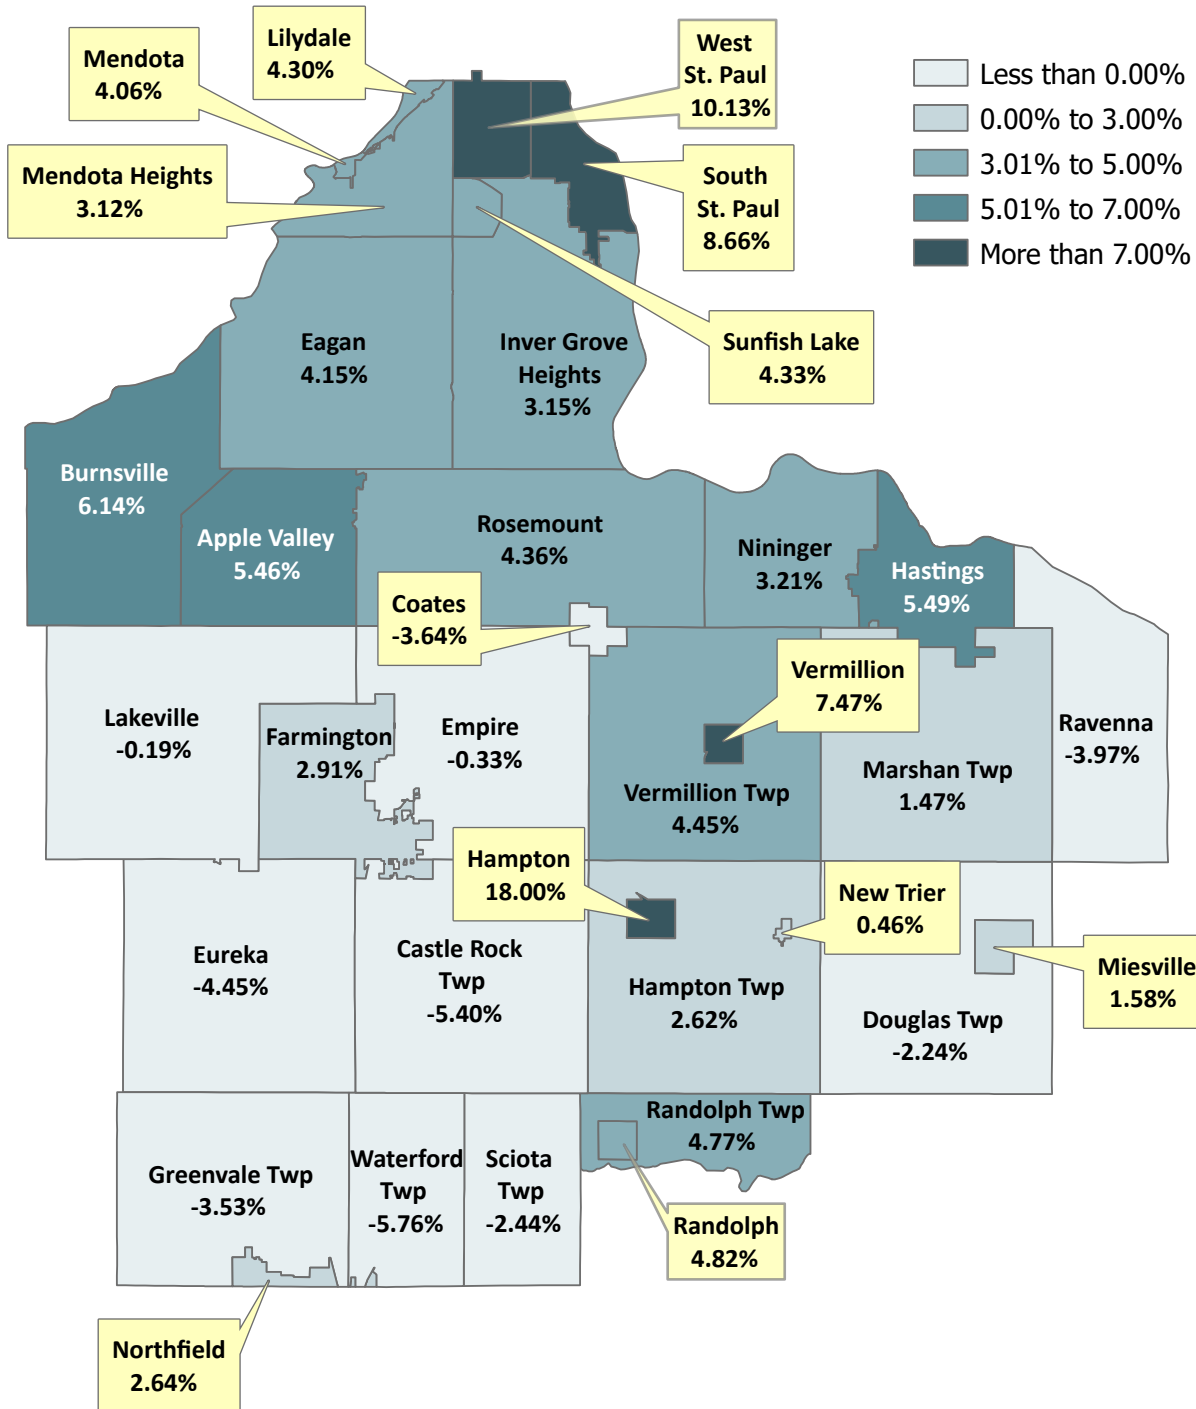 Lilydale
4.30%
Mendota
4.06%
West
St. Paul
10.13%
Less than 0.00%
0.00% to 3.00%
3.01% to 5.00%
5.01% to 7.00%
More than 7.00%
Mendota Heights
3.12%
South
St. Paul
8.66%
Eagan
4.15%
Inver Grove
Heights
3.15%
Sunfish Lake
4.33%
Burnsville
6.14%
Apple Valley
5.46%
Rosemount
4.36%
Nininger
3.21%
Hastings
5.49%
Coates
-3.64%
Vermillion
7.47%
Lakeville
-0.19%
Farmington
2.91%
Empire
-0.33%
Vermillion Twp
4.45%
Marshan Twp
1.47%
Ravenna
-3.97%
Hampton
18.00%
New Trier
0.46%
Eureka
-4.45%
Castle Rock
Twp
-5.40%
Hampton Twp
2.62%
Douglas Twp
-2.24%
Miesville
1.58%
Greenvale Twp
-3.53%
Waterford
Twp
-5.76%
Sciota
Twp
-2.44%
Randolph Twp
4.77%
Randolph
4.82%
Northfield
2.64%